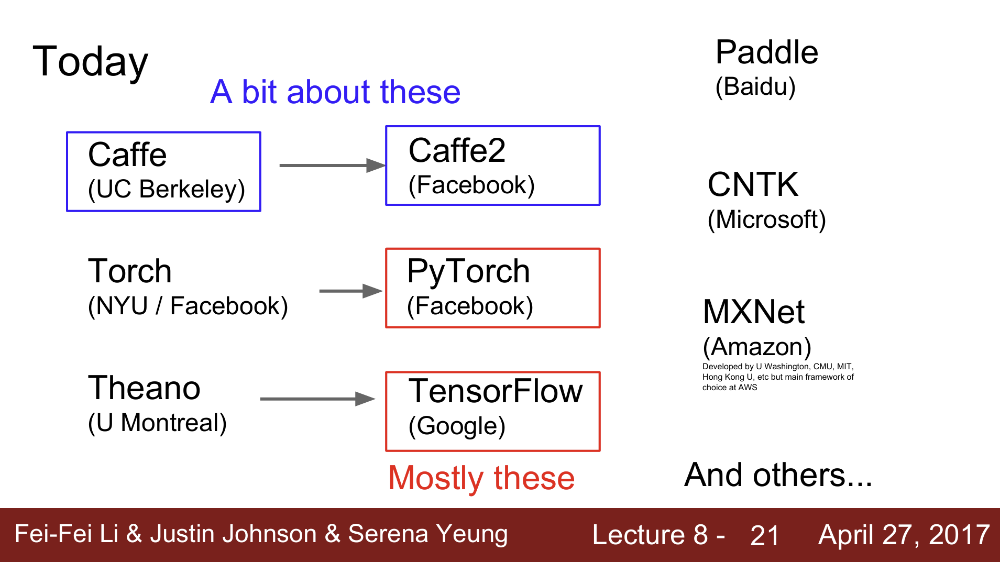 Today
A bit about these
Caffe
(UC Berkeley)
Caffe2
(Facebook)
Torch
(NYU / Facebook)
PyTorch
(Facebook)
Theano
(U Montreal)
TensorFlow
(Google)
Mostly these
Paddle
(Baidu)
CNTK
(Microsoft)
MXNet
(Amazon)
Developed by U Washington, CMU, MIT,
Hong Kong U, etc but main framework of
choice at AWS
And others...
Fei-Fei Li & Justin Johnson & Serena Yeung
Lecture 8 - 21
April 27, 2017